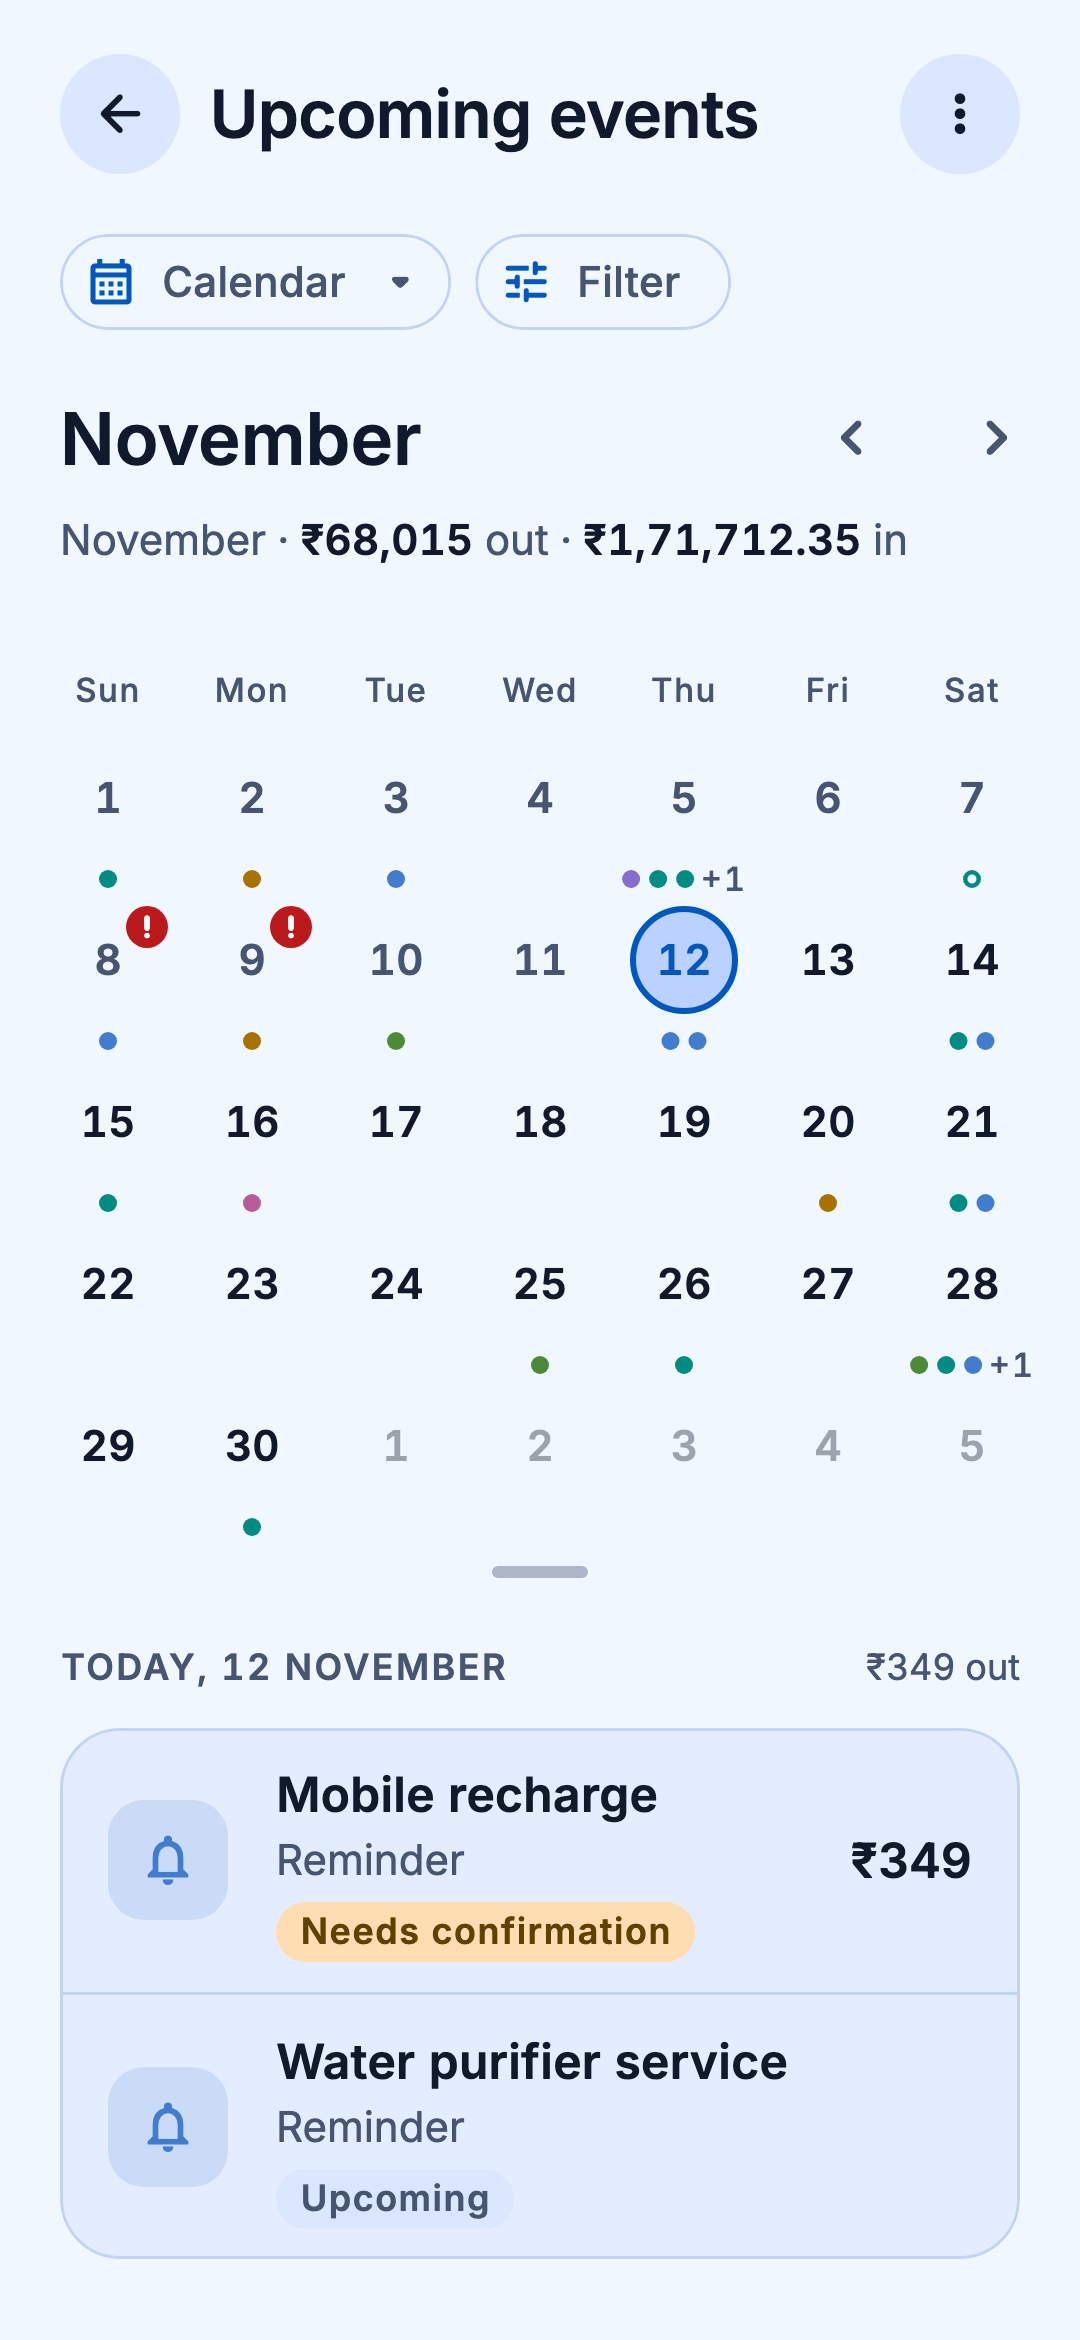 Upcoming events
Calendar
Filter
November
November · ₹68,015 out · ₹1,71,712.35 in
Sun Mon Tue Wed Thu Fri Sat
1 2 3 4 5 6 7
+1
8 9 10 11 12 13 14
15 16 17 18 19 20 21
22 23 24 25 26 27 28
+1
29 30 1 2 3 4 5
TODAY, 12 NOVEMBER ₹349 out
Mobile recharge
Reminder
₹349
Needs confirmation
Water purifier service
Reminder
Upcoming